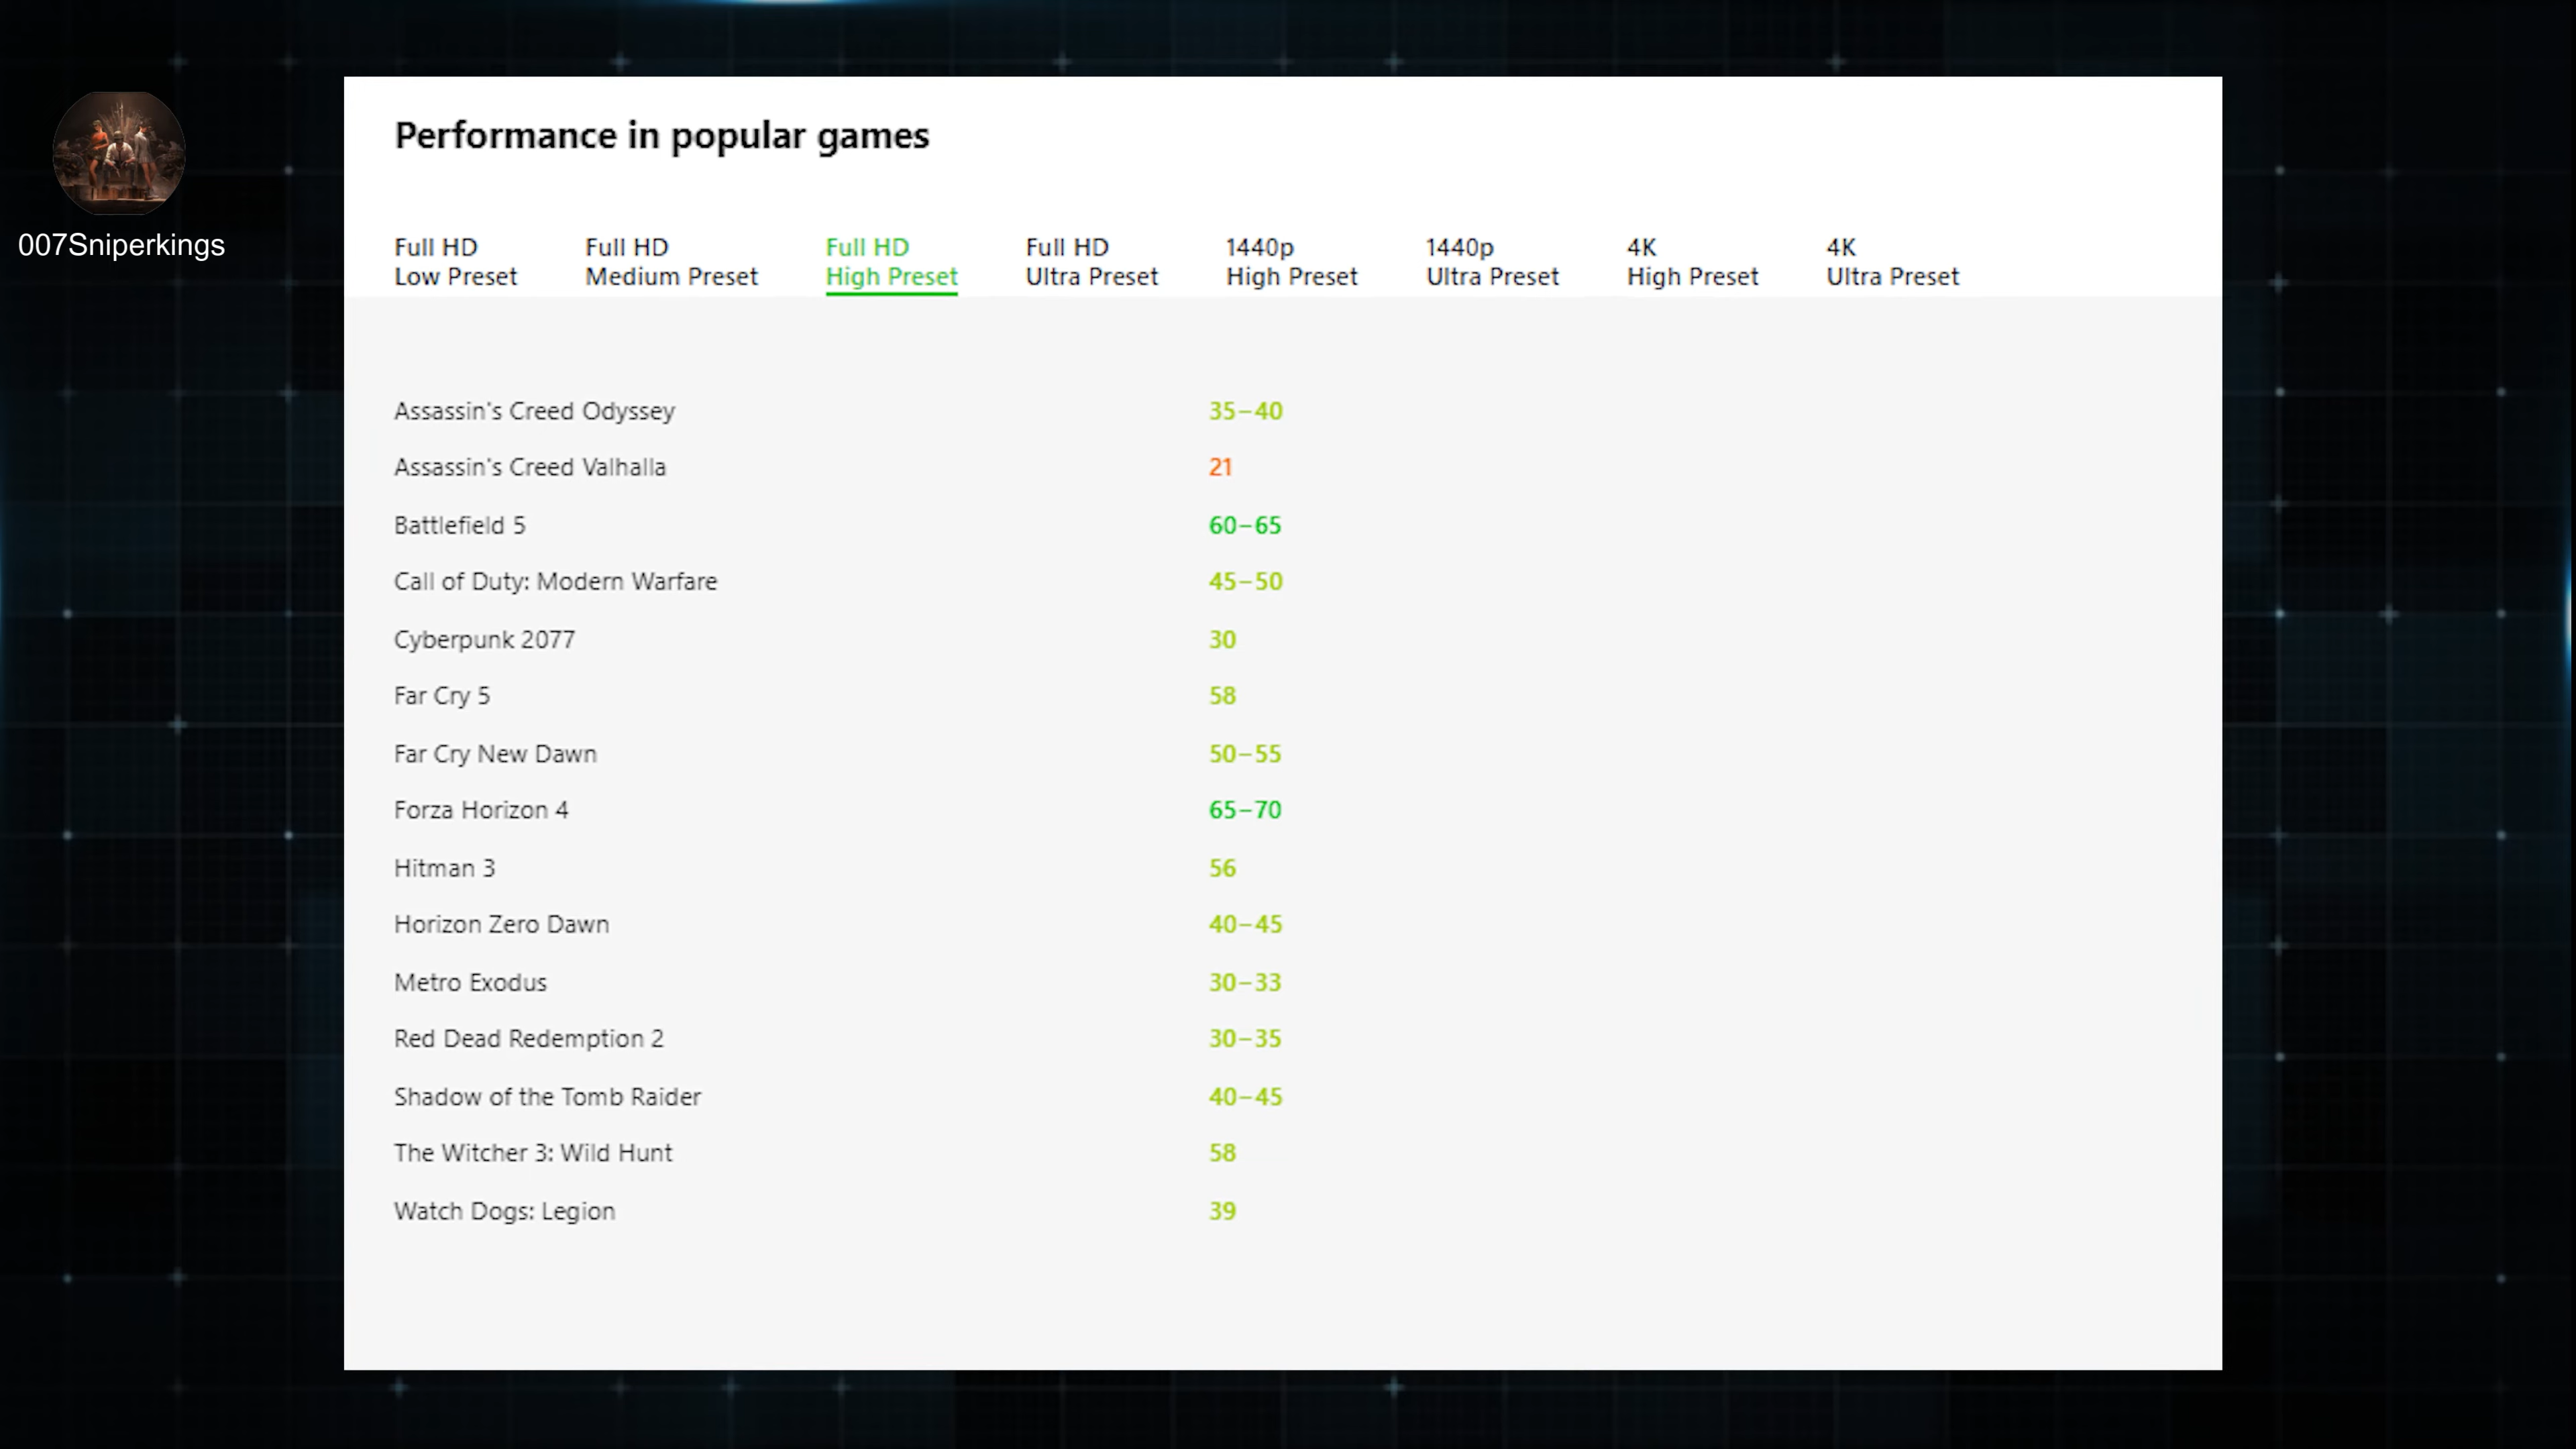 007Sniperkings
Performance in popular games
Full HD Low Preset
Full HD Medium Preset
Full HD High Preset
Full HD Ultra Preset
1440p High Preset
1440p Ultra Preset
4K High Preset
4K Ultra Preset
Assassin's Creed Odyssey 35–40
Assassin's Creed Valhalla 21
Battlefield 5 60–65
Call of Duty: Modern Warfare 45–50
Cyberpunk 2077 30
Far Cry 5 58
Far Cry New Dawn 50–55
Forza Horizon 4 65–70
Hitman 3 56
Horizon Zero Dawn 40–45
Metro Exodus 30–33
Red Dead Redemption 2 30–35
Shadow of the Tomb Raider 40–45
The Witcher 3: Wild Hunt 58
Watch Dogs: Legion 39